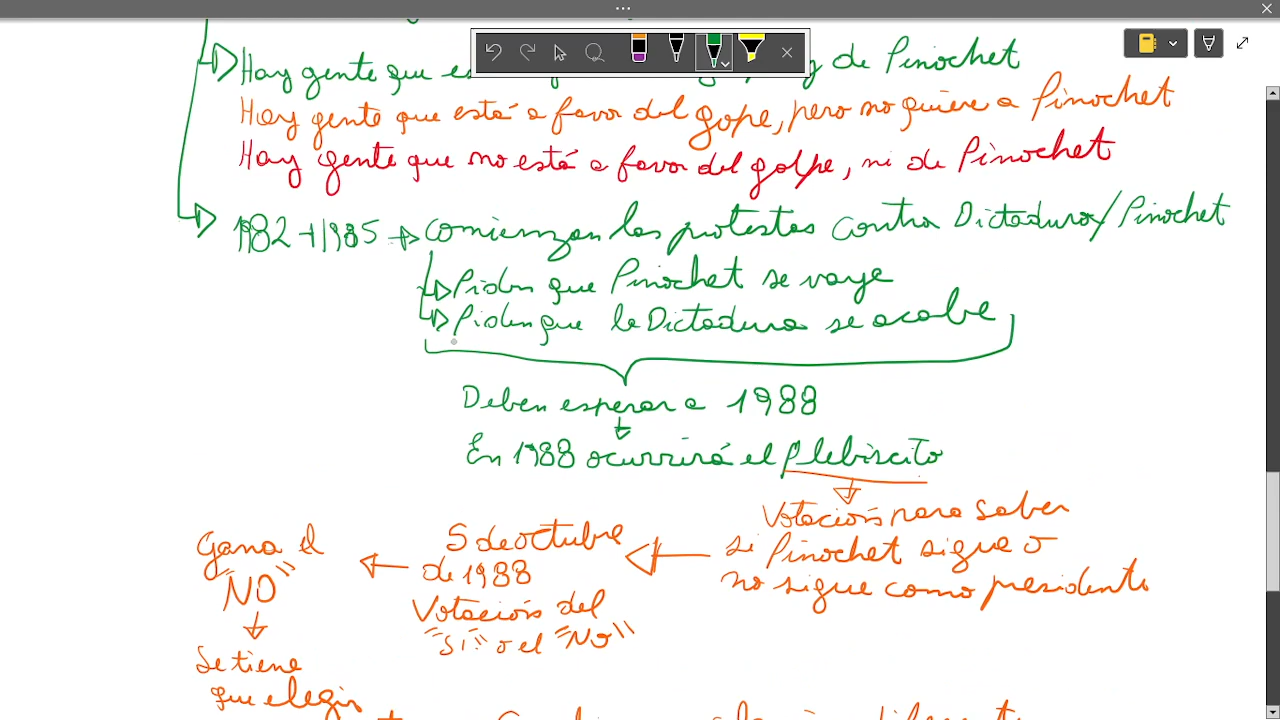 Hay gente que es y de Pinochet
Hay gente que está a favor del gope, pero no quiere a Pinochet
Hay gente que no está a favor del golpe, ni de Pinochet
1982 + 1985 → Comienzan las protestas contra Dictadura/Pinochet
Piden que Pinochet se vaya
Piden que la Dictadura se acabe
Deben esperar a 1988
En 1988 ocurrirá el plebiscito
Votación para saber
si Pinochet sigue o
no sigue como presidente
5 de octubre
de 1988
Votación del
"Si" o el "No"
Gana el
"NO"
Se tiene
que elegir